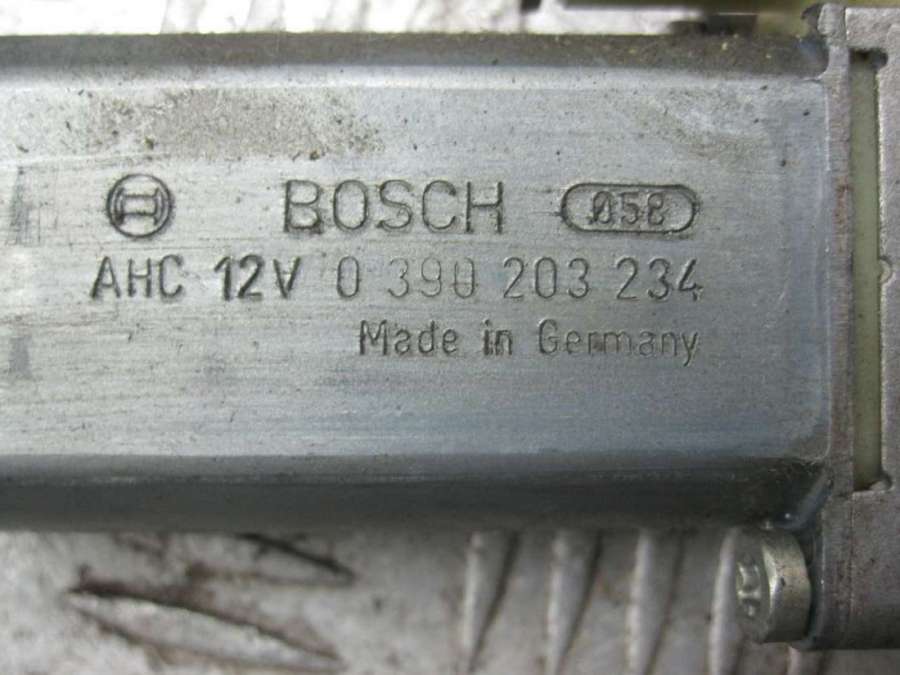 BOSCH 058
AHC 12V 0 390 203 234
Made in Germany